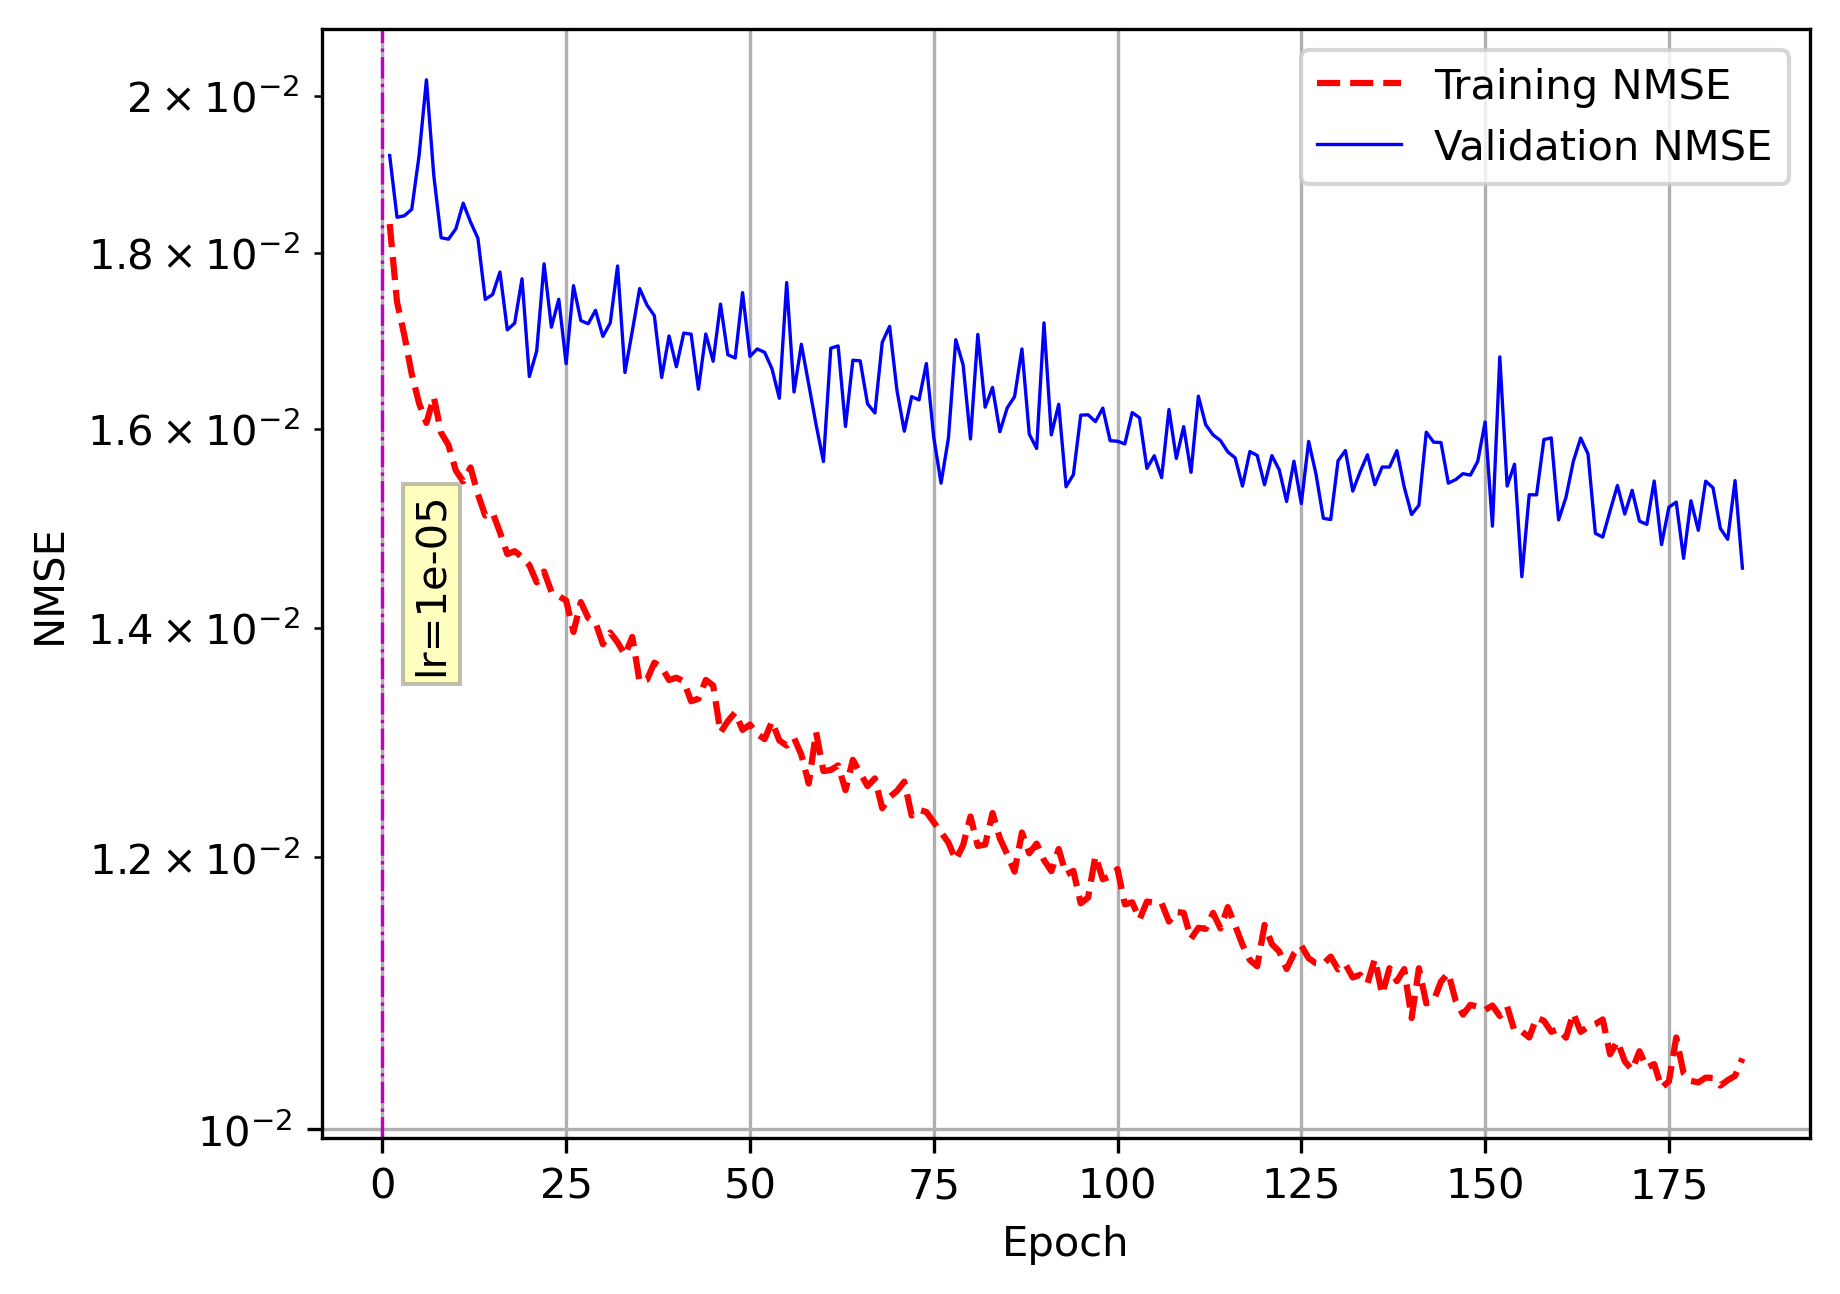 Training NMSE
Validation NMSE
2 × 10⁻²
1.8 × 10⁻²
1.6 × 10⁻²
1.4 × 10⁻²
1.2 × 10⁻²
10⁻²
NMSE
lr=1e-05
0 25 50 75 100 125 150 175
Epoch